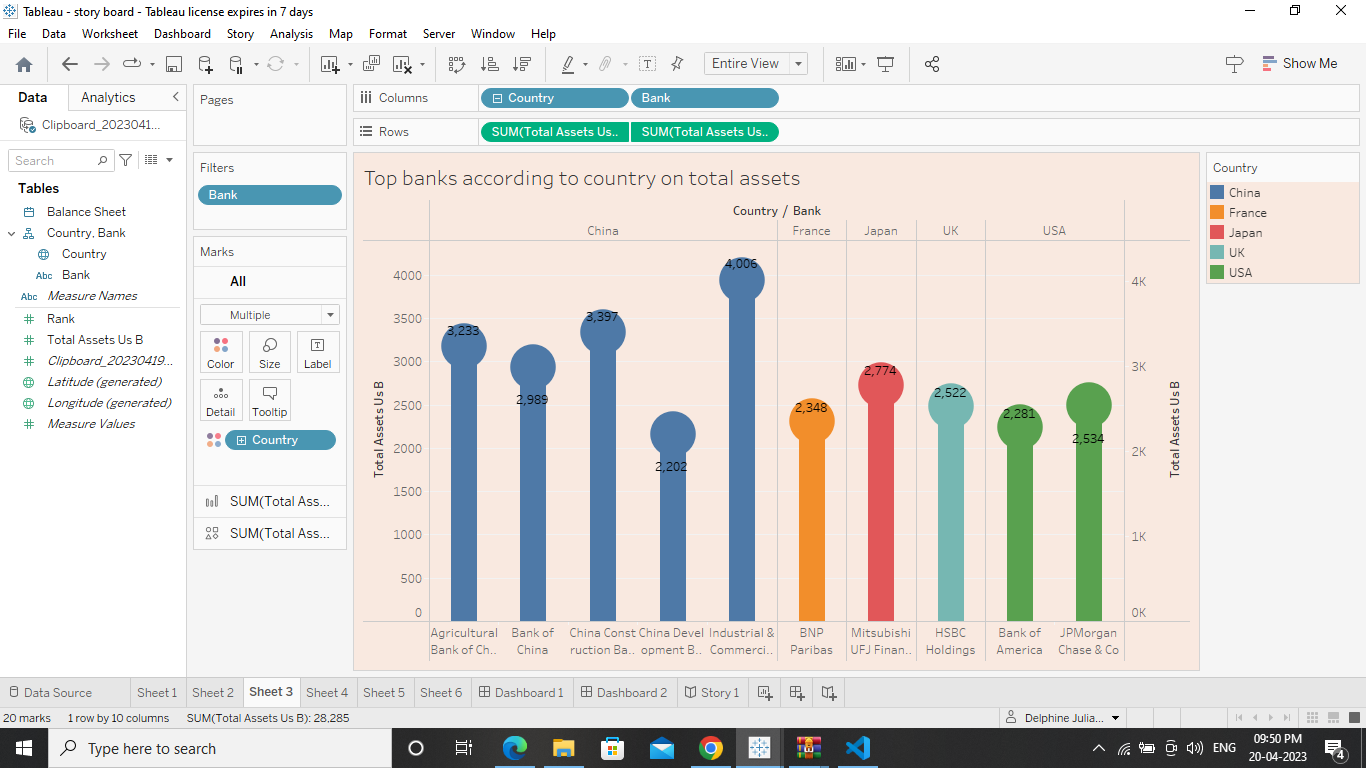 Tableau - story board - Tableau license expires in 7 days
File Data Worksheet Dashboard Story Analysis Map Format Server Window Help
Entire View
Show Me
Data Analytics
Clipboard_2023041...
Search
Tables
Balance Sheet
Country, Bank
Country
Abc Bank
Abc Measure Names
Rank
Total Assets Us B
Clipboard_20230419...
Latitude (generated)
Longitude (generated)
Measure Values
Pages
Filters
Bank
Marks
All
Multiple
Color Size Label
Detail Tooltip
Country
SUM(Total Ass...
SUM(Total Ass...
Columns Country Bank
Rows SUM(Total Assets Us.. SUM(Total Assets Us..
Top banks according to country on total assets
Country / Bank
China France Japan UK USA
Total Assets Us B
4000
3500
3000
2500
2000
1500
1000
500
0
3,233
2,989
3,397
2,202
4,006
2,348
2,774
2,522
2,281
2,534
4K
3K
2K
1K
0K
Total Assets Us B
Agricultural
Bank of Ch..
Bank of
China
China Const
ruction Ba..
China Devel
opment B..
Industrial &
Commerci..
BNP
Paribas
Mitsubishi
UFJ Finan..
HSBC
Holdings
Bank of
America
JPMorgan
Chase & Co
Country
China
France
Japan
UK
USA
Data Source Sheet 1 Sheet 2 Sheet 3 Sheet 4 Sheet 5 Sheet 6 Dashboard 1 Dashboard 2 Story 1
20 marks 1 row by 10 columns SUM(Total Assets Us B): 28,285
Delphine Julia...
Type here to search
ENG
09:50 PM
20-04-2023
4